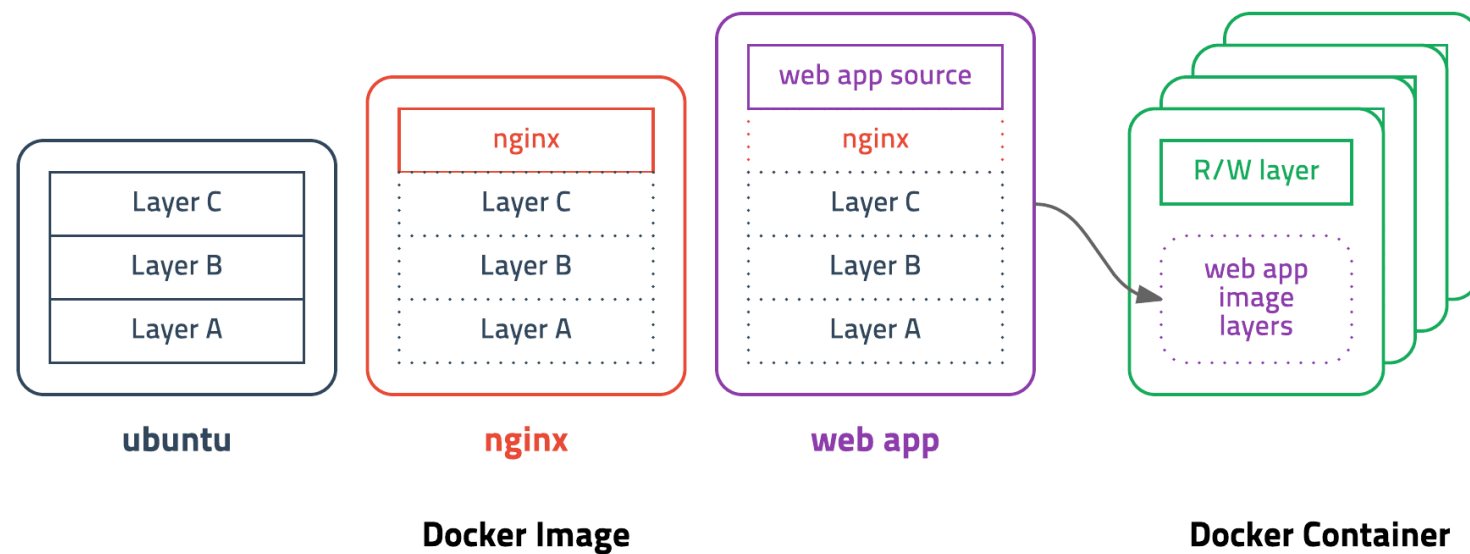 Layer C
Layer B
Layer A
ubuntu
nginx
Layer C
Layer B
Layer A
nginx
web app source
nginx
Layer C
Layer B
Layer A
web app
Docker Image
R/W layer
web app
image
layers
Docker Container